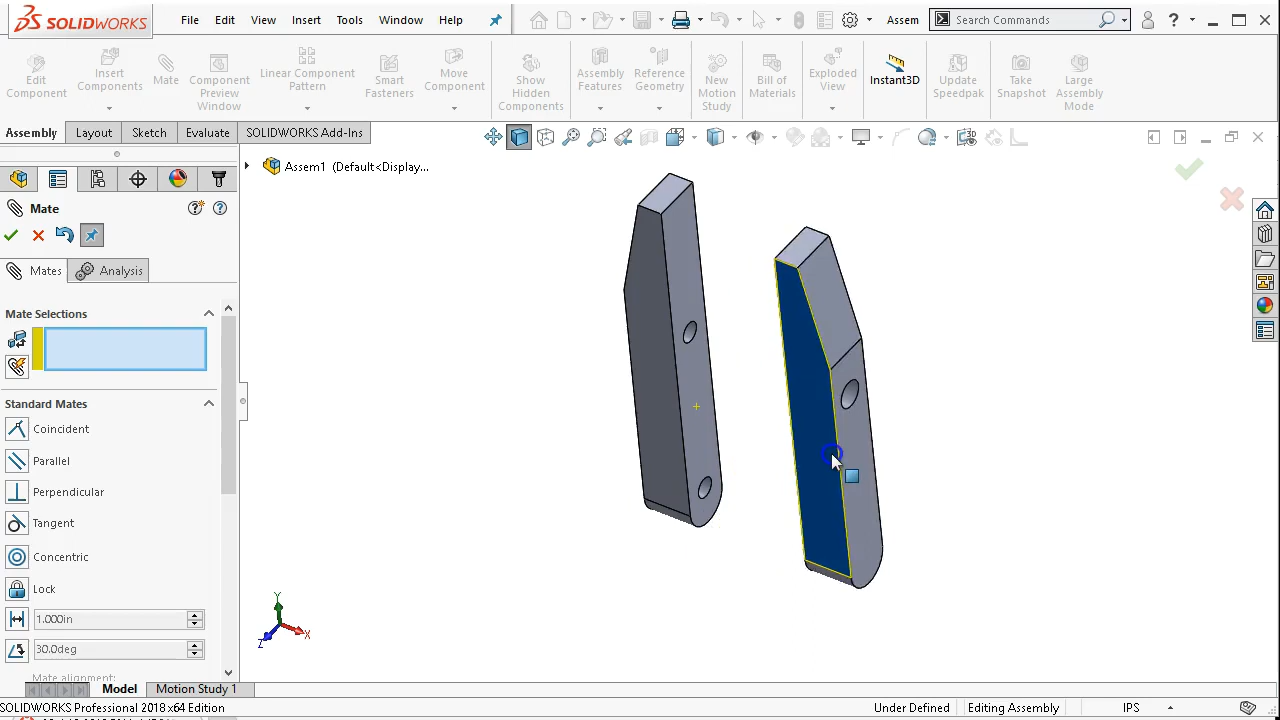 SOLIDWORKS File Edit View Insert Tools Window Help Assem Search Commands ?
Edit Component
Insert Components
Mate
Component Preview Window
Linear Component Pattern
Smart Fasteners
Move Component
Show Hidden Components
Assembly Features
Reference Geometry
New Motion Study
Bill of Materials
Exploded View
Instant3D
Update Speedpak
Take Snapshot
Large Assembly Mode
Assembly Layout Sketch Evaluate SOLIDWORKS Add-Ins
Assem1 (Default<Display...
Mate
Mates Analysis
Mate Selections
Standard Mates
Coincident
Parallel
Perpendicular
Tangent
Concentric
Lock
1.000in
30.0deg
Mate alignment:
Y
X
Z
Model Motion Study 1
SOLIDWORKS Professional 2018 x64 Edition Under Defined Editing Assembly IPS